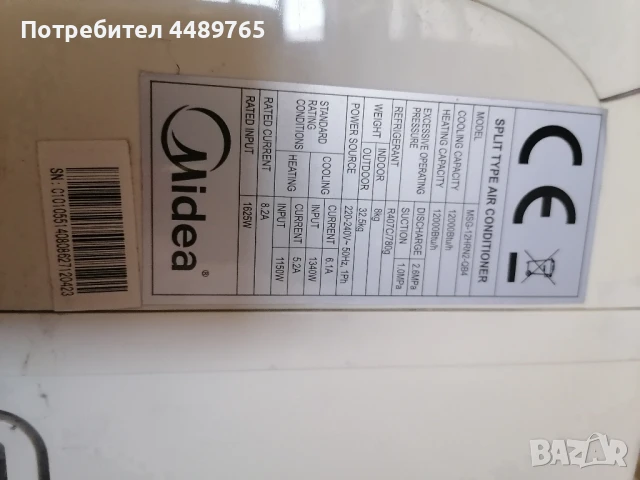 Потребител 4489765
CE
SPLIT TYPE AIR CONDITIONER
MODEL MSG-12HRN2-QB4
COOLING CAPACITY 12000Btu/h
HEATING CAPACITY 12000Btu/h
EXCESSIVE OPERATING PRESSURE DISCHARGE 2.6MPa
SUCTION 1.0MPa
REFRIGERANT R407C/780g
WEIGHT INDOOR 8kg
OUTDOOR 32.5kg
POWER SOURCE 220-240V~ 50Hz, 1Ph
STANDARD RATING CONDITIONS COOLING CURRENT 6.1A
INPUT 1340W
HEATING CURRENT 5.2A
INPUT 1150W
RATED CURRENT 8.2A
RATED INPUT 1625W
Midea®
BAZAR